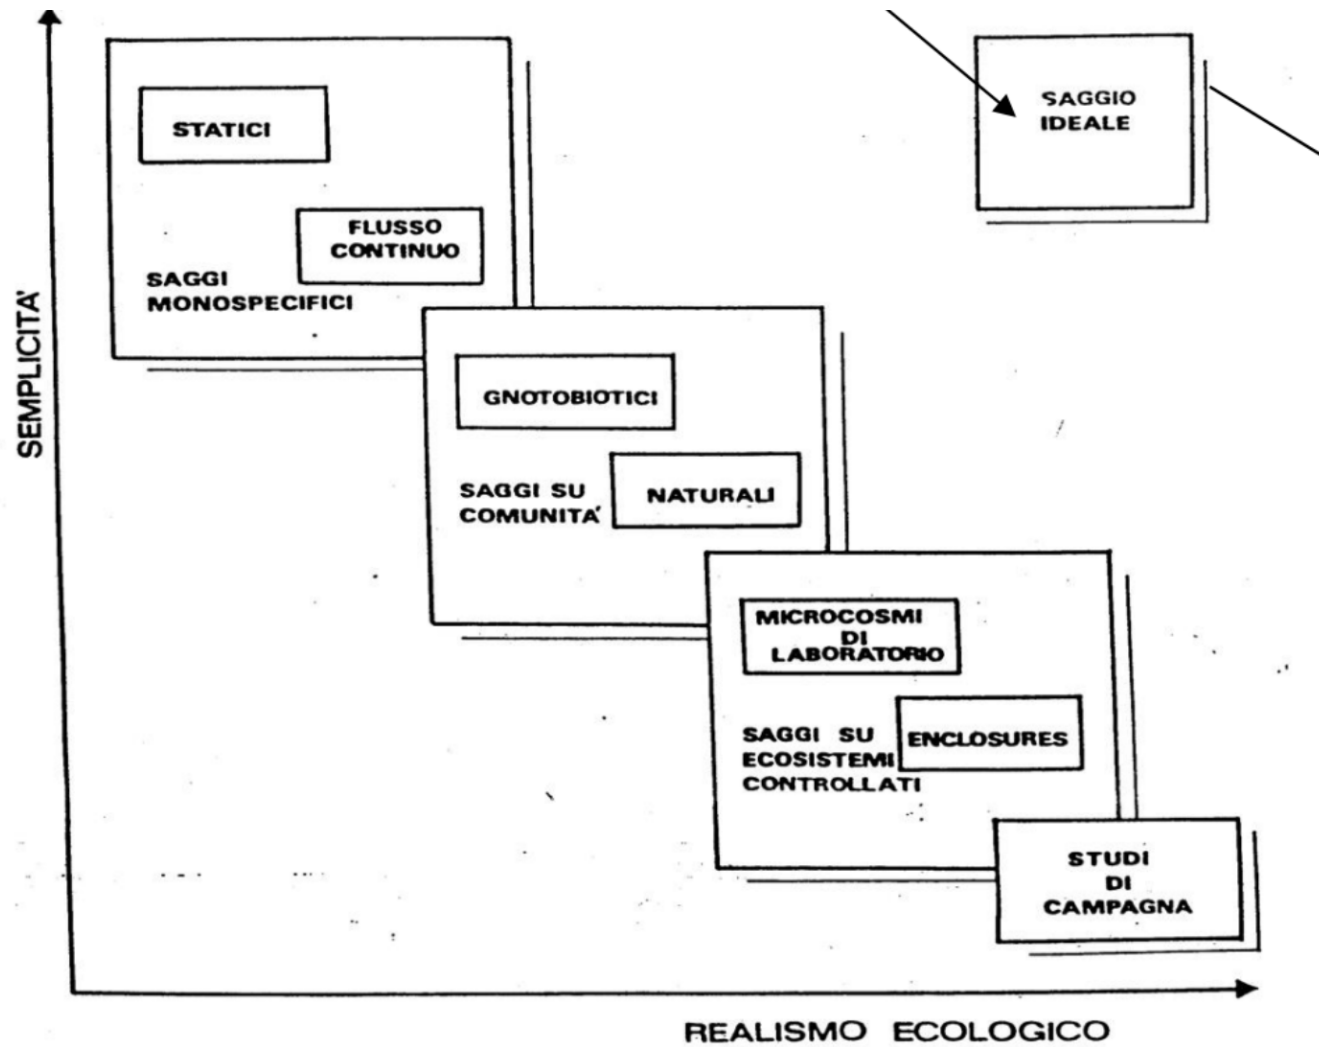 SAGGIO
IDEALE
STATICI
FLUSSO
CONTINUO
SAGGI
MONOSPECIFICI
SEMPLICITA'
GNOTOBIOTICI
SAGGI SU
COMUNITA'
NATURALI
MICROCOSMI
DI
LABORATORIO
SAGGI SU
ECOSISTEMI
CONTROLLATI
ENCLOSURES
STUDI
DI
CAMPAGNA
REALISMO ECOLOGICO